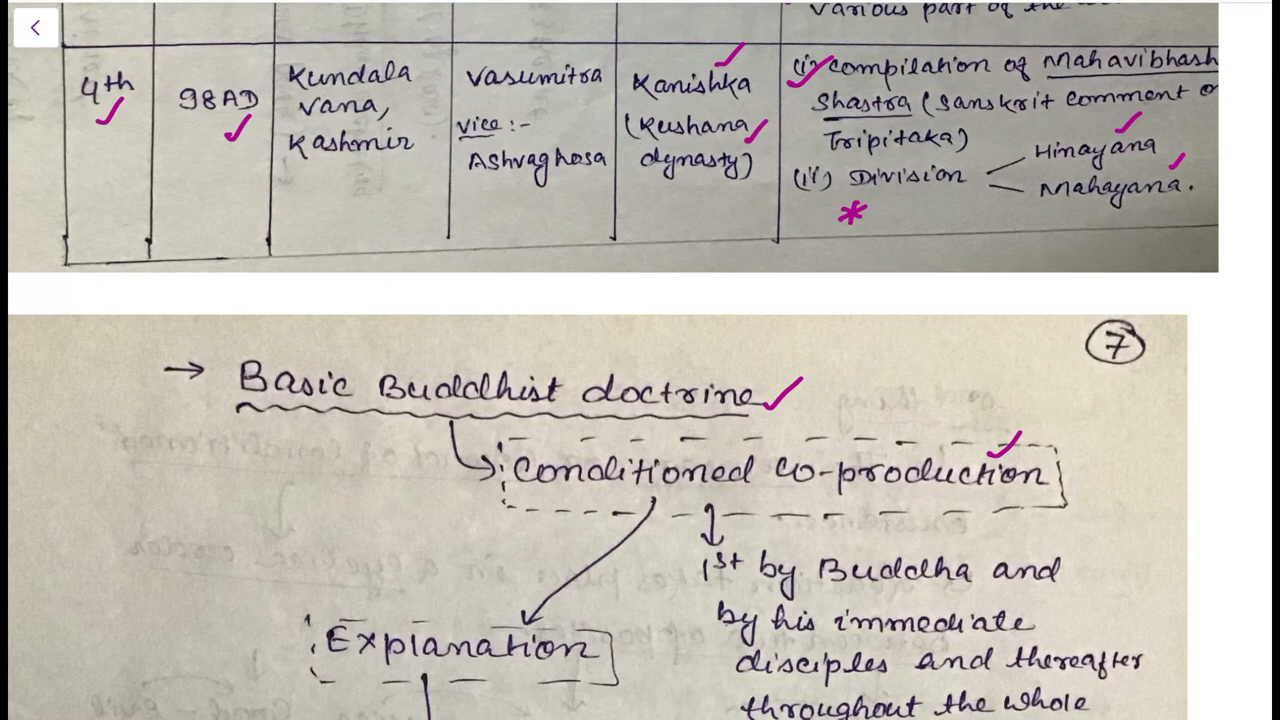 various part of the
4th
98AD
Kundala
vana,
Kashmir
Vasumitra
Vice :-
Ashvaghosa
Kanishka
(Kushana
dynasty)
(i) compilation of Mahavibhash
Shastra (Sanskrit comment o
Tripitaka)
(ii) Division
Hinayana
Mahayana.
7
→ Basic Buddhist doctrine
Conditioned co-production
1st by Buddha and
by his immediate
disciples and thereafter
throughout the whole
Explanation